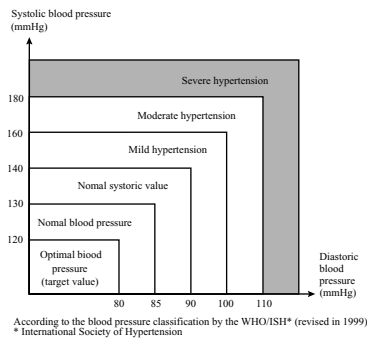 Systolic blood pressure
(mmHg)
Severe hypertension
180
Moderate hypertension
160
Mild hypertension
140
Nomal systoric value
130
Nomal blood pressure
120
Optimal biood
pressure
(target value)
Diastoric
blood
pressure
(mmHg)
80 85 90 100 110
According to the blood pressure classification by the WHO/ISH* (revised in 1999)
* International Society of Hypertension